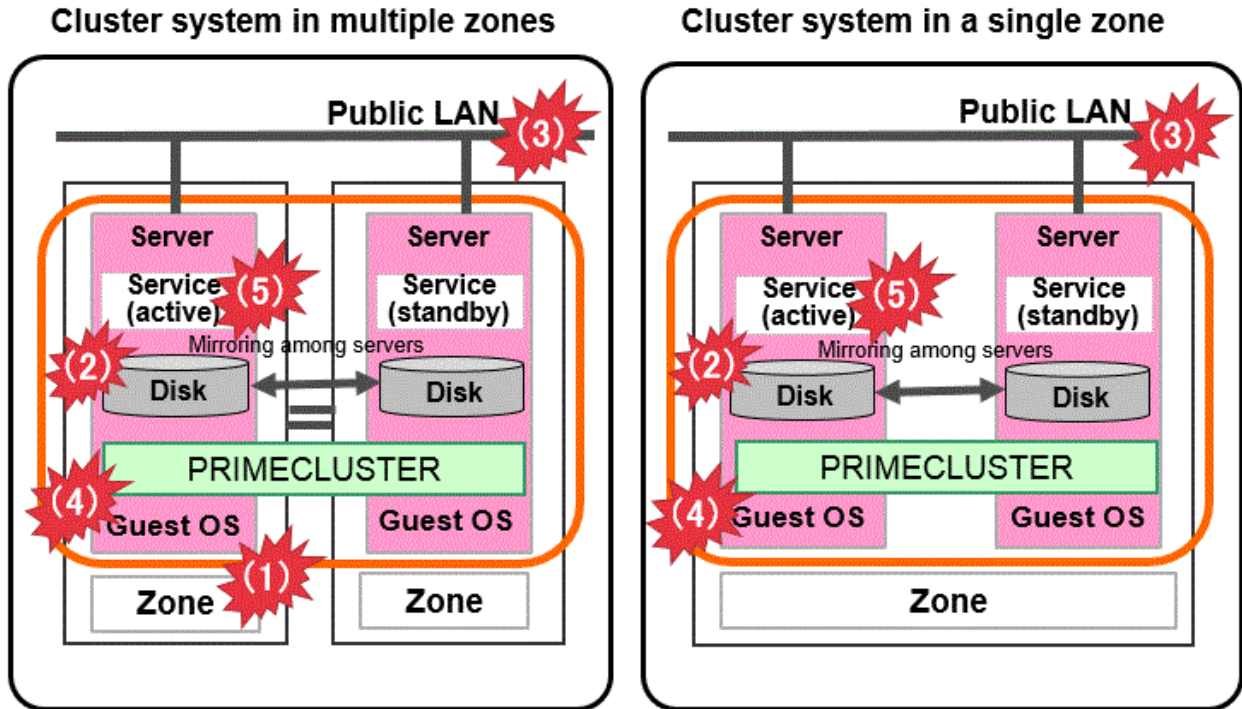 Cluster system in multiple zones
Public LAN
(3)
Server
Server
Service
(active)
(5)
Service
(standby)
Mirroring among servers
(2)
Disk
Disk
PRIMECLUSTER
(4)
Guest OS
Guest OS
(1)
Zone
Zone
Cluster system in a single zone
Public LAN
(3)
Server
Server
Service
(active)
(5)
Service
(standby)
Mirroring among servers
(2)
Disk
Disk
PRIMECLUSTER
(4)
Guest OS
Guest OS
Zone